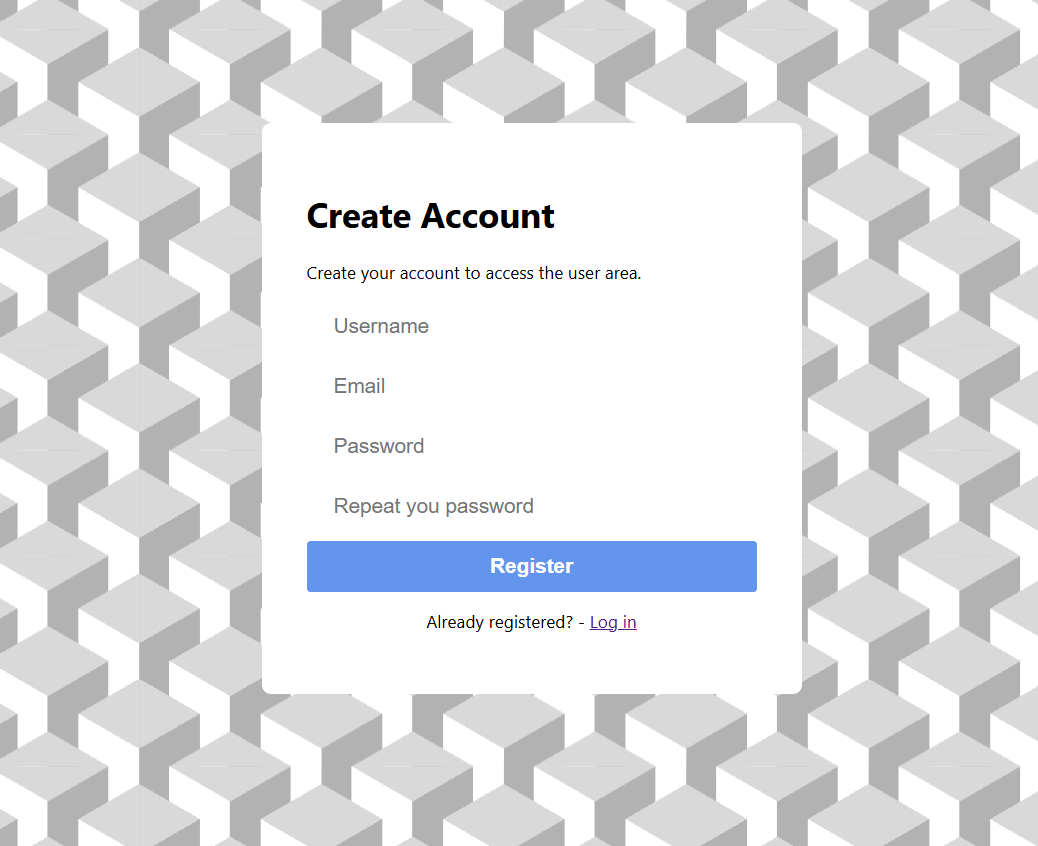 Create Account
Create your account to access the user area.
Username
Email
Password
Repeat you password
Register
Already registered? - Log in